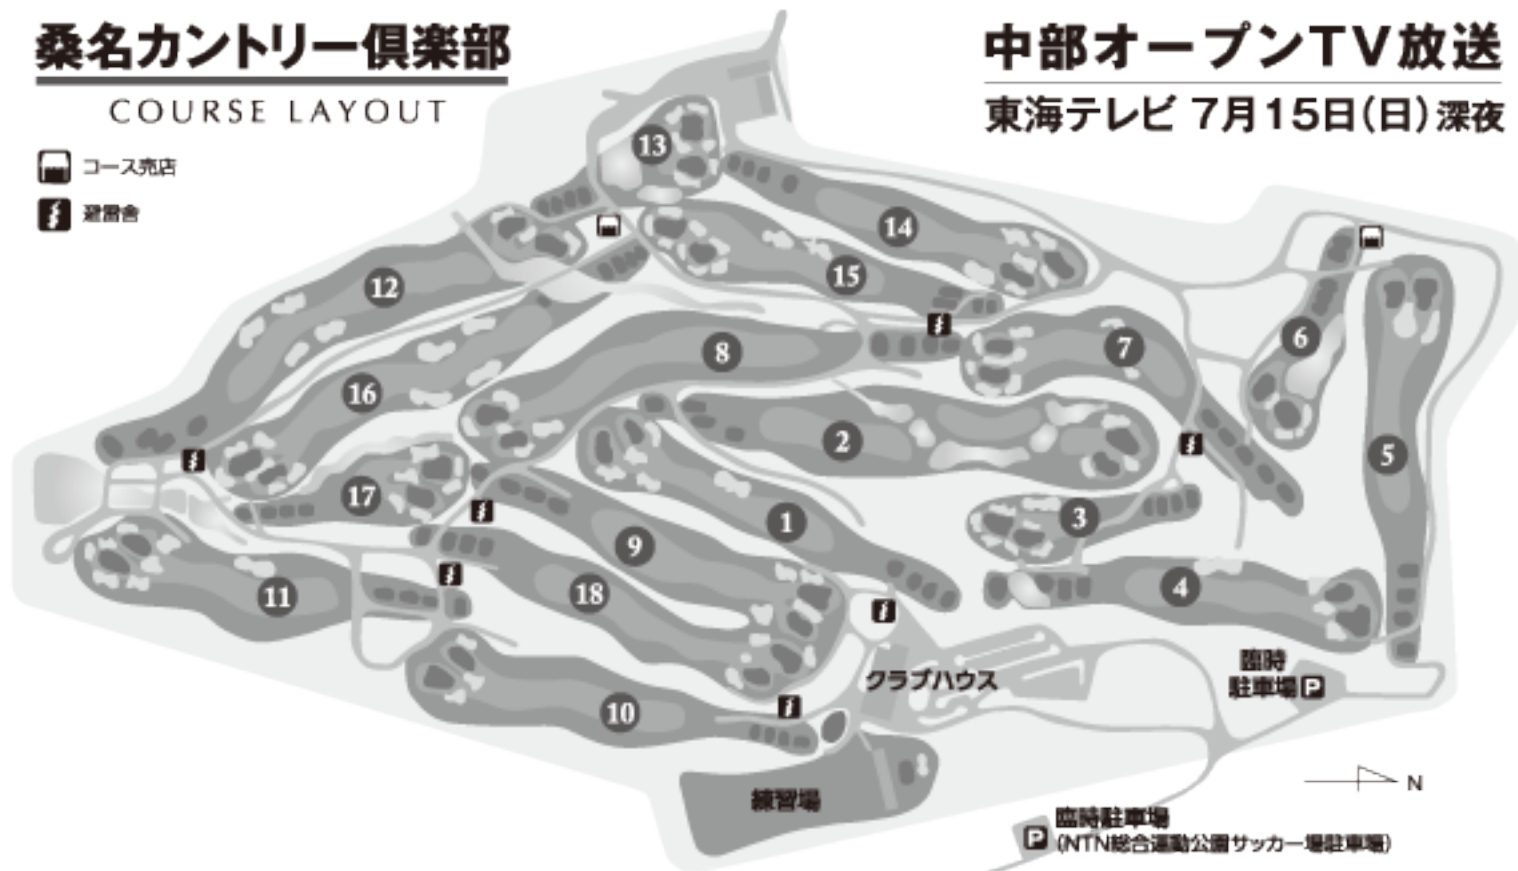 桑名カントリー倶楽部
COURSE LAYOUT
コース売店
避雷舎
中部オープンTV放送
東海テレビ 7月15日(日)深夜
13
14
12
15
6
8
7
16
2
5
17
3
1
9
4
18
11
クラブハウス
臨時
駐車場P
10
練習場
N
P 臨時駐車場
(NTN総合運動公園サッカー場駐車場)